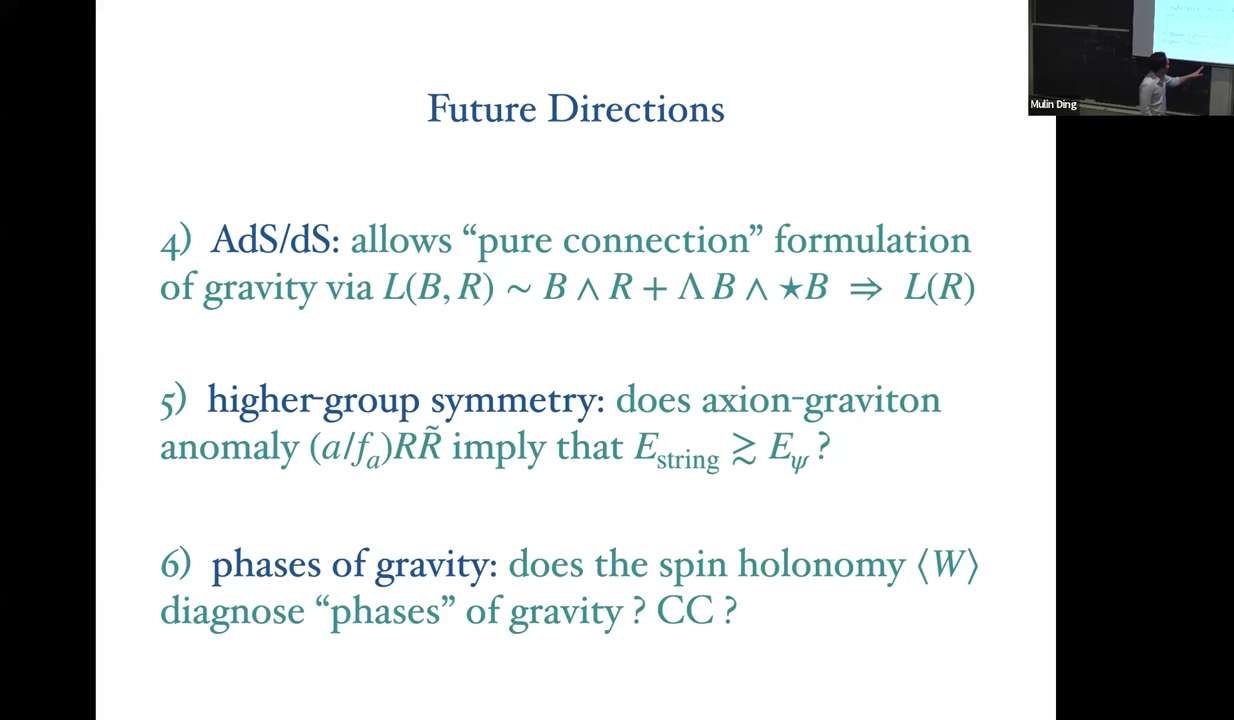 Future Directions
Mulin Ding
4) AdS/dS: allows “pure connection” formulation
of gravity via L(B, R) ∼ B ∧ R + Λ B ∧ ⋆B ⇒ L(R)
5) higher-group symmetry: does axion-graviton
anomaly (a/fₐ)RR̃ imply that E_string ≳ E_ψ ?
6) phases of gravity: does the spin holonomy ⟨W⟩
diagnose “phases” of gravity ? CC ?